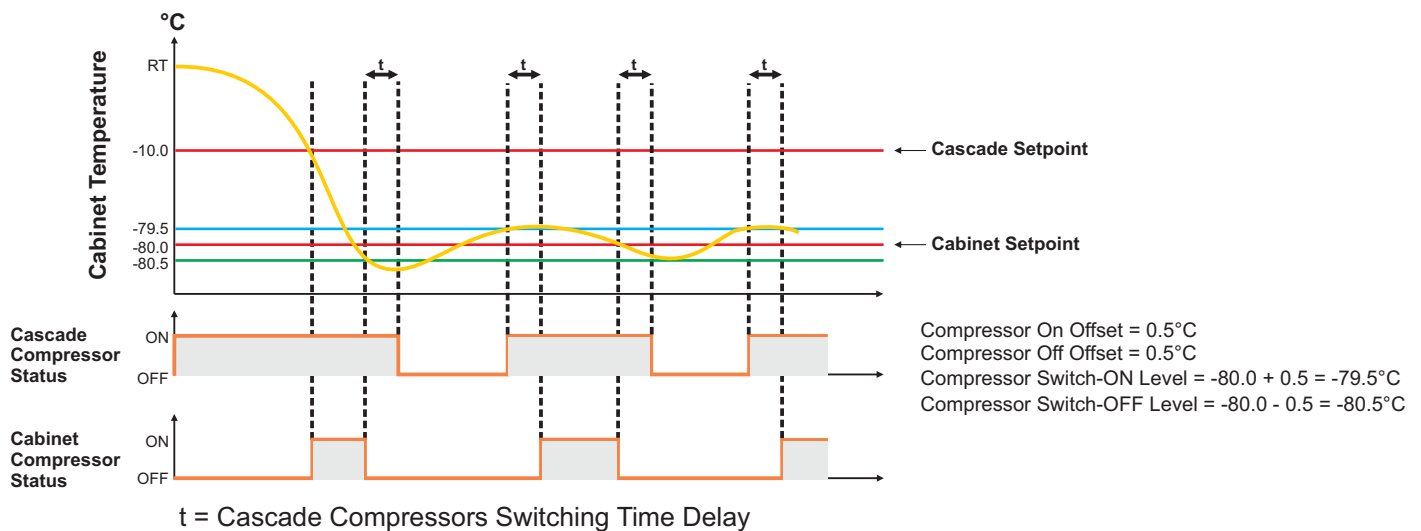 °C
Cabinet Temperature
RT
-10.0
-79.5
-80.0
-80.5
t
t
t
t
Cascade Setpoint
Cabinet Setpoint
Cascade
Compressor
Status
ON
OFF
Cabinet
Compressor
Status
ON
OFF
Compressor On Offset = 0.5°C
Compressor Off Offset = 0.5°C
Compressor Switch-ON Level = -80.0 + 0.5 = -79.5°C
Compressor Switch-OFF Level = -80.0 - 0.5 = -80.5°C
t = Cascade Compressors Switching Time Delay